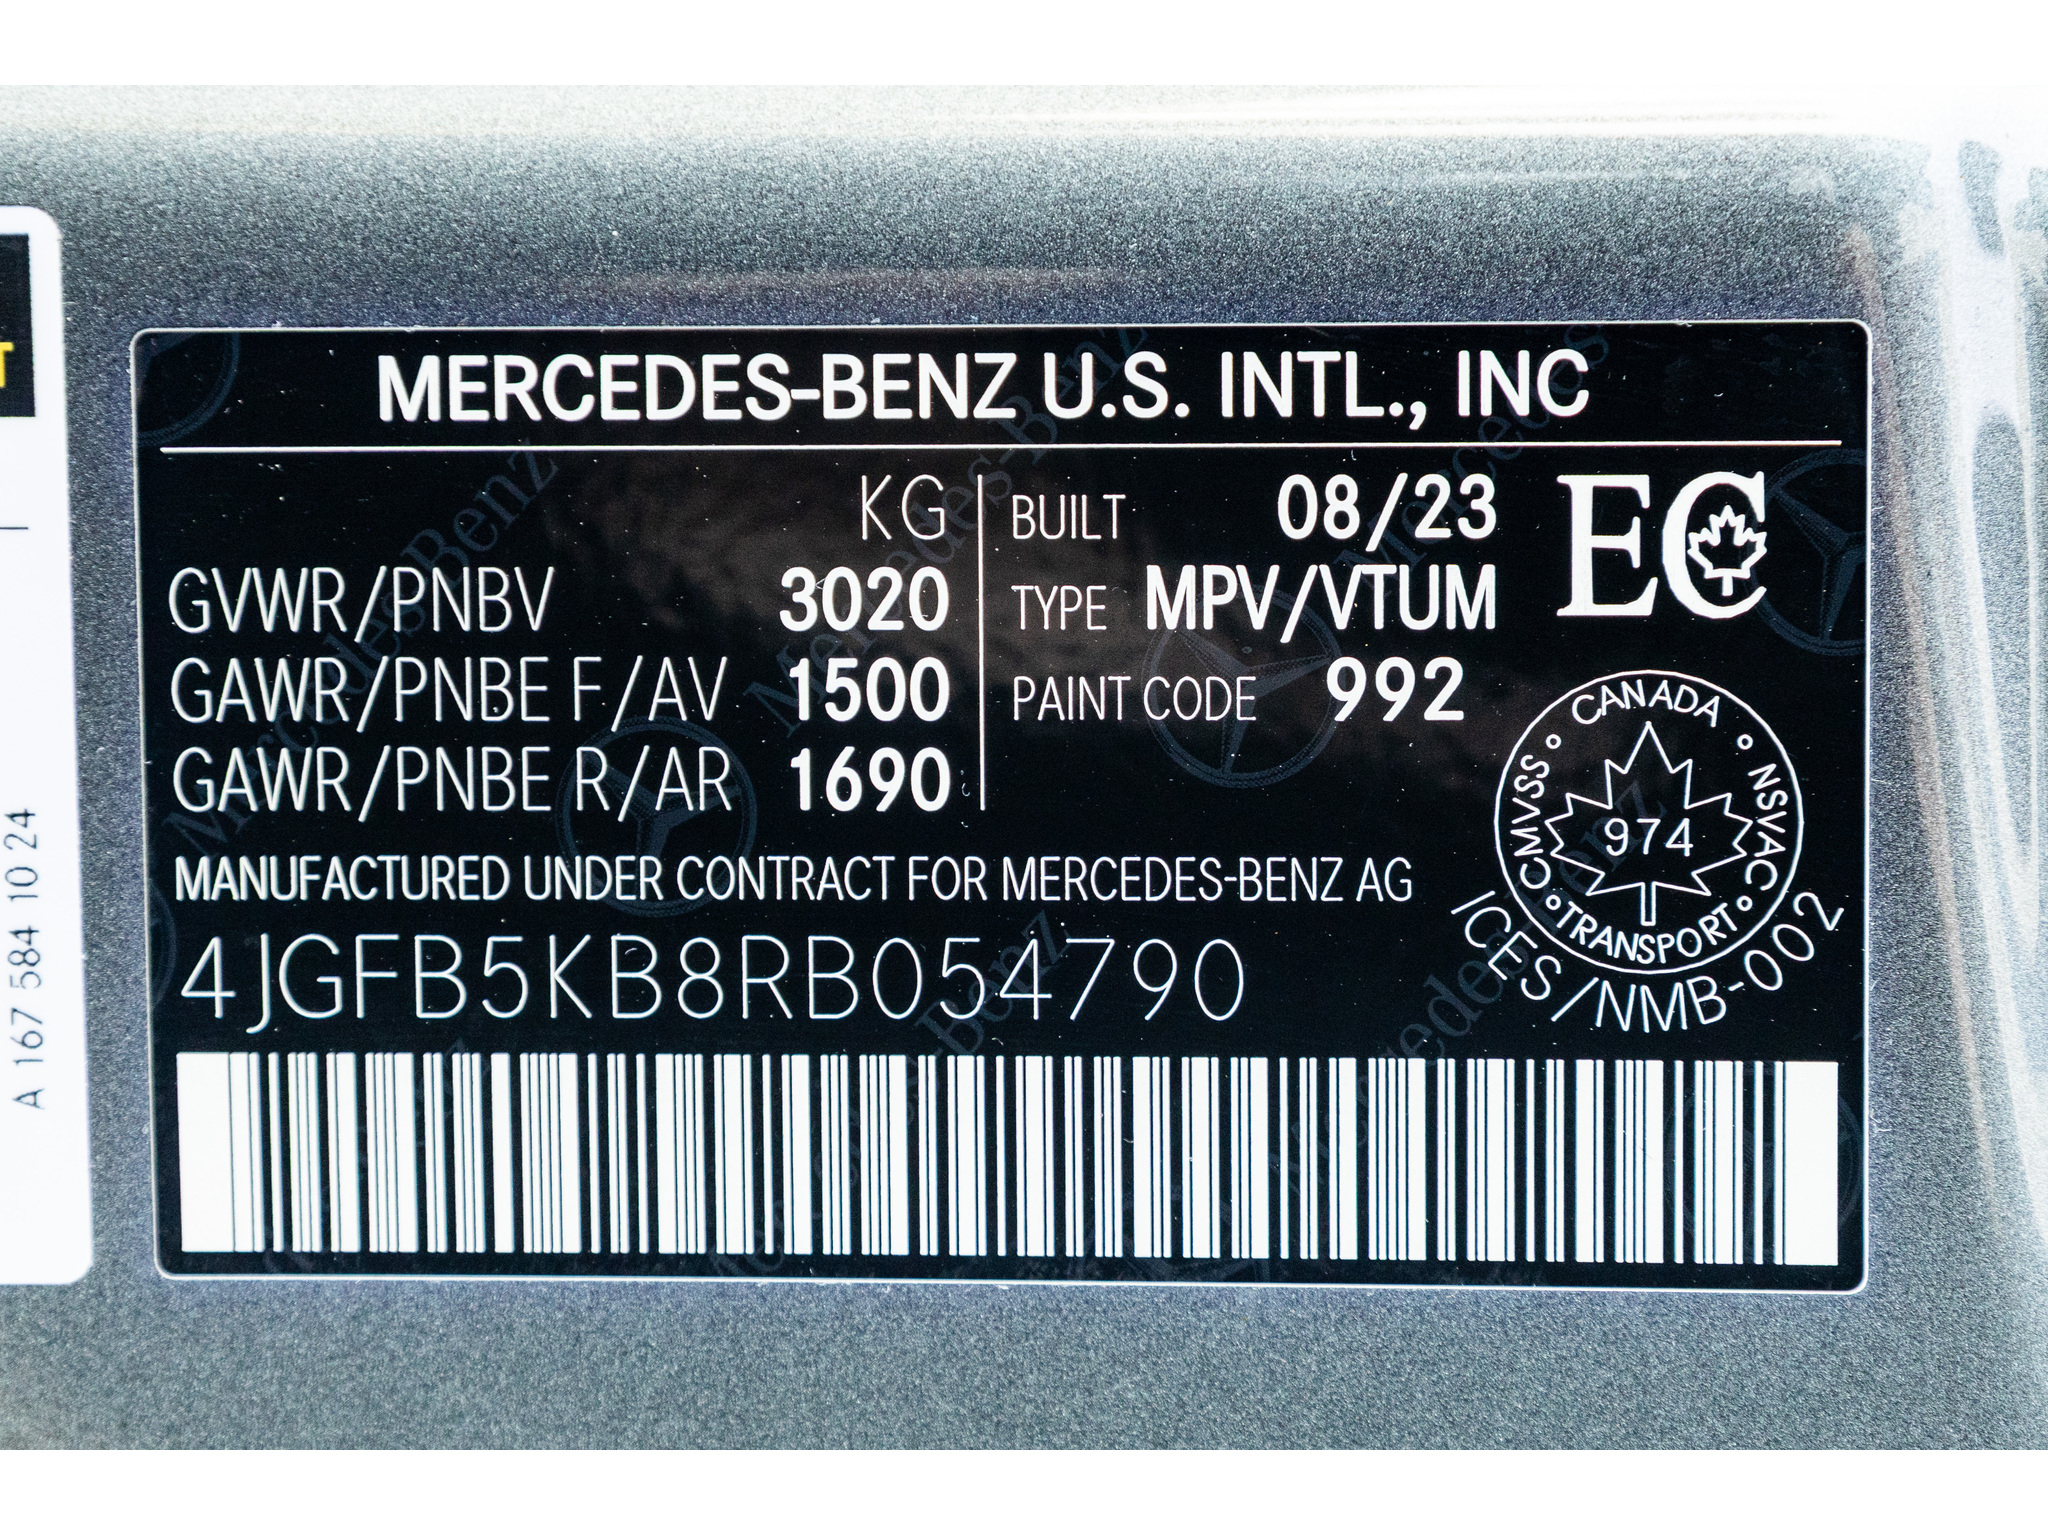 MERCEDES-BENZ U.S. INTL., INC
KG
GVWR/PNBV 3020
GAWR/PNBE F/AV 1500
GAWR/PNBE R/AR 1690
BUILT 08/23
TYPE MPV/VTUM
PAINT CODE 992
EC
CANADA
NSVAC
TRANSPORT
CMVSS
974
ICES/NMB-002
MANUFACTURED UNDER CONTRACT FOR MERCEDES-BENZ AG
4JGFB5KB8RB054790
A 167 584 10 24
T